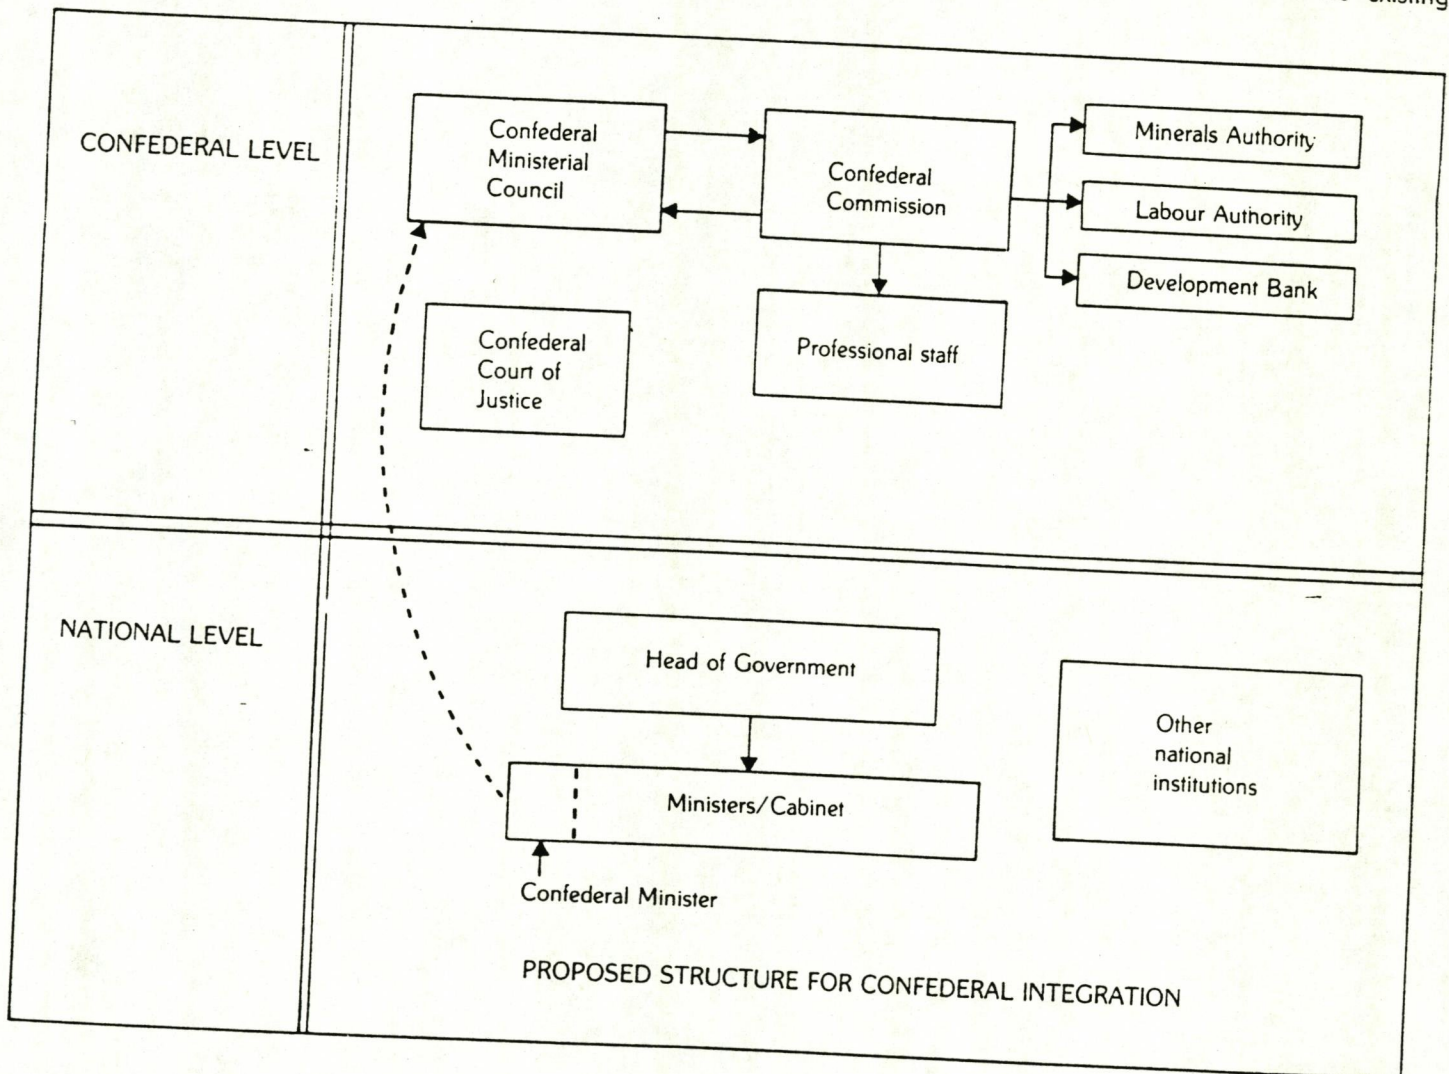 existing
CONFEDERAL LEVEL
Confederal
Ministerial
Council
Confederal
Commission
Minerals Authority
Labour Authority
Development Bank
Confederal
Court of
Justice
Professional staff
NATIONAL LEVEL
Head of Government
Other
national
institutions
Ministers/Cabinet
Confederal Minister
PROPOSED STRUCTURE FOR CONFEDERAL INTEGRATION